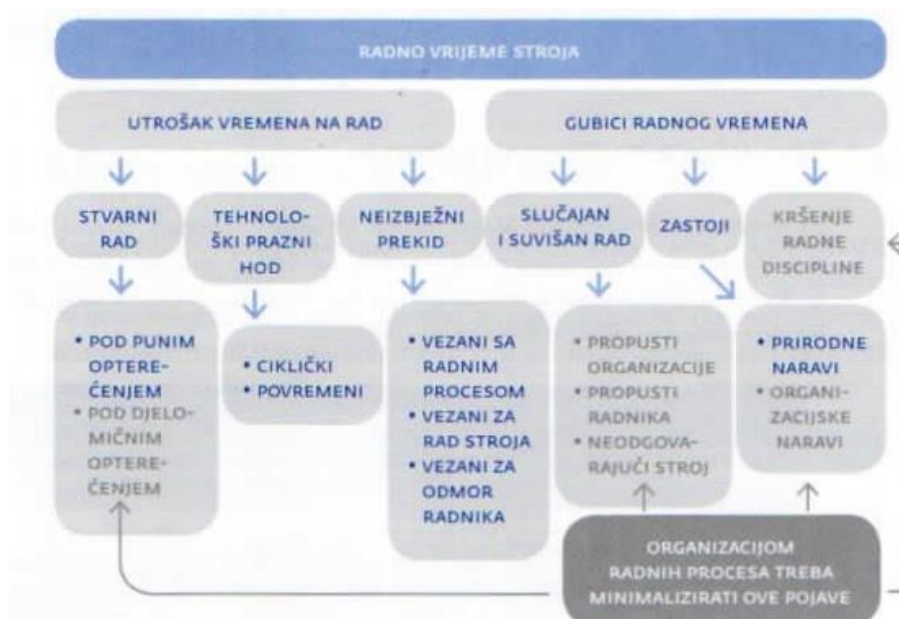 RADNO VRIJEME STROJA
UTROŠAK VREMENA NA RAD
GUBICI RADNOG VREMENA
STVARNI
RAD
TEHNOLO-
ŠKI PRAZNI
HOD
NEIZBJEŽNI
PREKID
SLUČAJAN
I SUVIŠAN RAD
ZASTOJI
KRŠENJE
RADNE
DISCIPLINE
• POD PUNIM
OPTERE-
ĆENJEM
• POD DJELO-
MIČNIM
OPTERE-
ĆENJEM
• CIKLIČKI
• POVREMENI
• VEZANI SA
RADNIM
PROCESOM
• VEZANI ZA
RAD STROJA
• VEZANI ZA
ODMOR
RADNIKA
• PROPUSTI
ORGANIZACIJE
• PROPUSTI
RADNIKA
• NEODGOVA-
RAJUĆI STROJ
• PRIRODNE
NARAVI
• ORGANI-
ZACIJSKE
NARAVI
ORGANIZACIJOM
RADNIH PROCESA TREBA
MINIMALIZIRATI OVE POJAVE